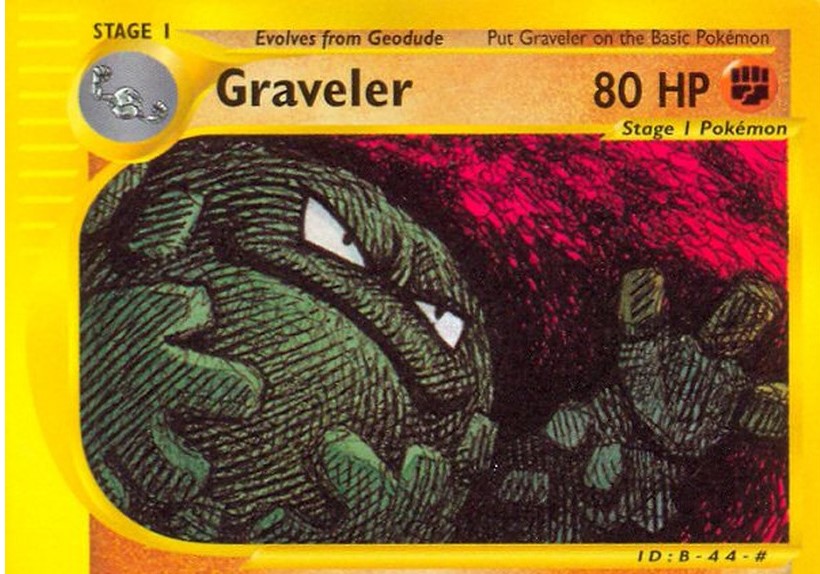 STAGE 1
Evolves from Geodude Put Graveler on the Basic Pokémon
Graveler 80 HP
Stage 1 Pokémon
ID:B-44-#